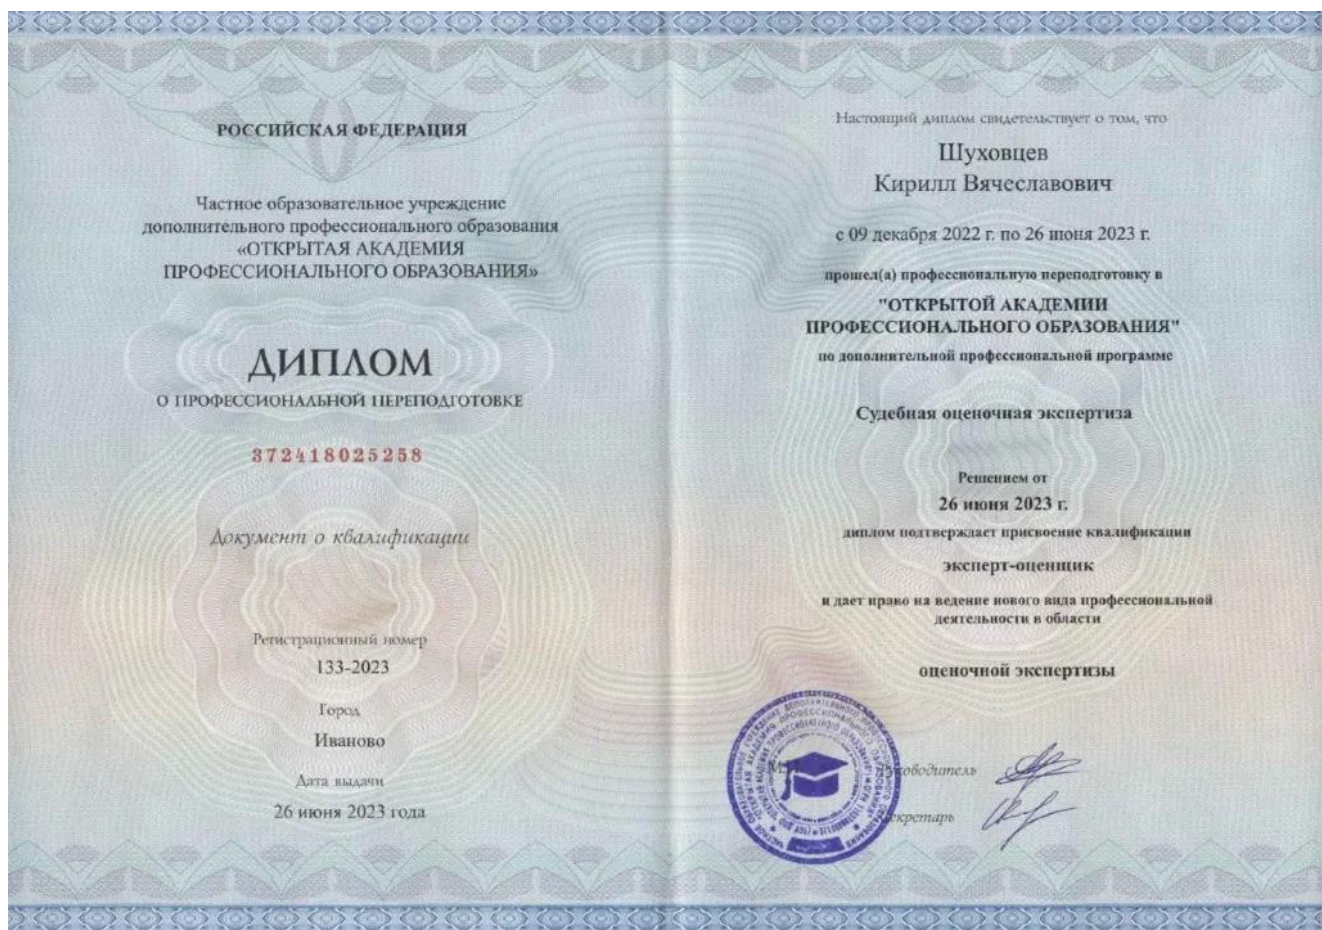 РОССИЙСКАЯ ФЕДЕРАЦИЯ
Частное образовательное учреждение
дополнительного профессионального образования
«ОТКРЫТАЯ АКАДЕМИЯ
ПРОФЕССИОНАЛЬНОГО ОБРАЗОВАНИЯ»
ДИПЛОМ
О ПРОФЕССИОНАЛЬНОЙ ПЕРЕПОДГОТОВКЕ
372418025258
Документ о квалификации
Регистрационный номер
133-2023
Город
Иваново
Дата выдачи
26 июня 2023 года
Настоящий диплом свидетельствует о том, что
Шуховцев
Кирилл Вячеславович
с 09 декабря 2022 г. по 26 июня 2023 г.
прошел(а) профессиональную переподготовку в
"ОТКРЫТОЙ АКАДЕМИИ
ПРОФЕССИОНАЛЬНОГО ОБРАЗОВАНИЯ"
по дополнительной профессиональной программе
Судебная оценочная экспертиза
Решением от
26 июня 2023 г.
диплом подтверждает присвоение квалификации
эксперт-оценщик
и дает право на ведение нового вида профессиональной
деятельности в области
оценочной экспертизы
Руководитель
Секретарь